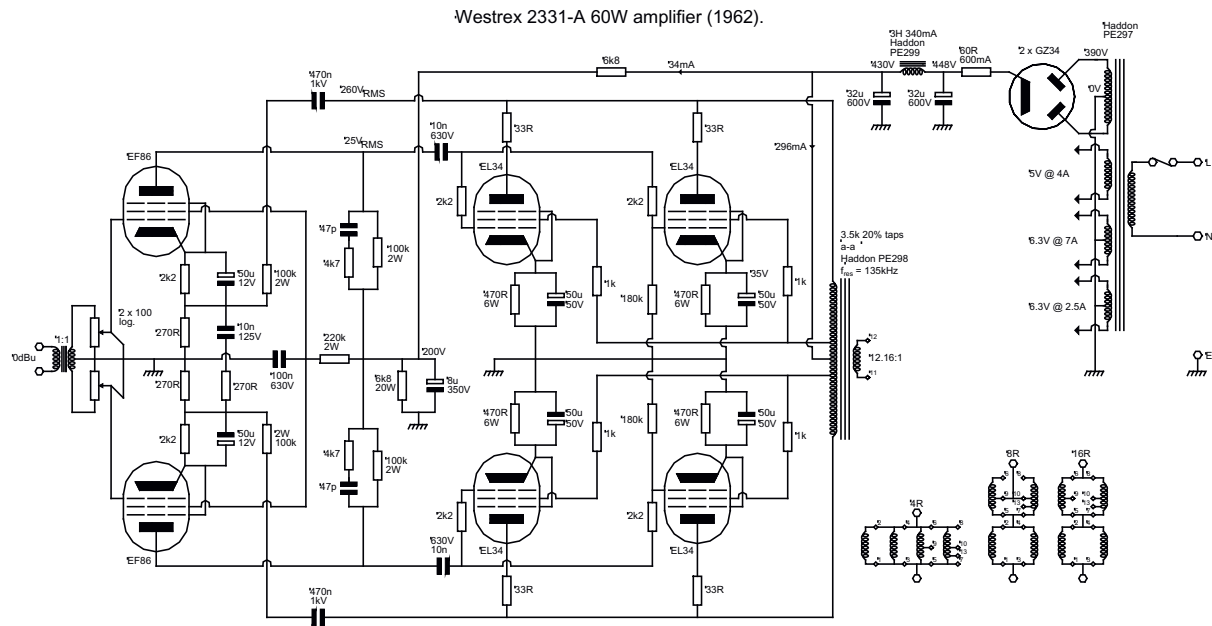 Westrex 2331-A 60W amplifier (1962).
470n
1kV
260V RMS
6k8
34mA
3H 340mA
Haddon
PE299
430V
448V
60R
600mA
2 x GZ34
Haddon
PE297
390V
0V
32u
600V
32u
600V
25V RMS
10n
630V
33R
33R
296mA
EF86
EL34
EL34
5V @ 4A
L
N
2k2
2k2
47p
4k7
100k
2W
3.5k 20% taps
a-a
Haddon PE298
fres = 135kHz
6.3V @ 7A
6.3V @ 2.5A
2k2
50u
12V
100k
2W
470R
6W
50u
50V
1k
180k
35V
470R
6W
50u
50V
1k
2 x 100
log.
270R
10n
125V
1:1
0dBu
220k
2W
200V
12
12.16:1
11
E
100n
630V
6k8
20W
8u
350V
270R
270R
2k2
50u
12V
2W
100k
470R
6W
50u
50V
1k
180k
470R
6W
50u
50V
1k
4k7
47p
100k
2W
2k2
2k2
EF86
630V
10n
EL34
EL34
33R
33R
470n
1kV
4R
8R
16R